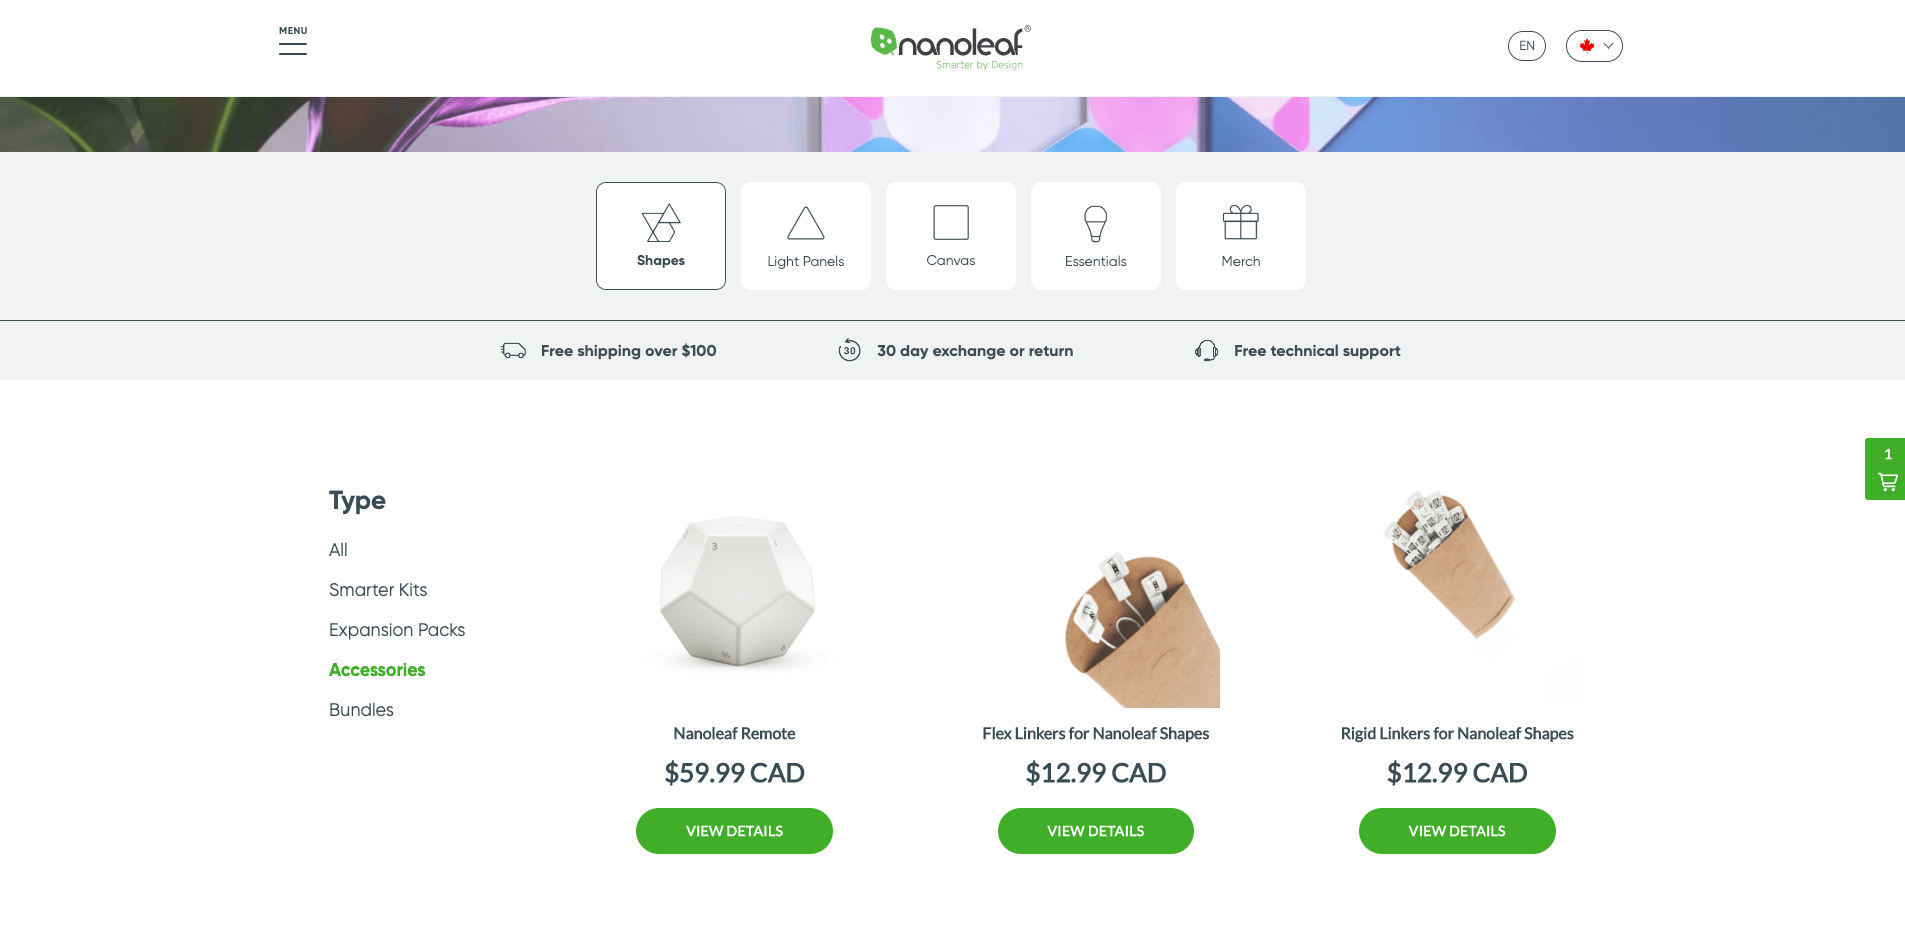 MENU
nanoleaf®
Smarter by Design
EN
Shapes
Light Panels
Canvas
Essentials
Merch
Free shipping over $100
30
30 day exchange or return
Free technical support
1
Type
All
Smarter Kits
Expansion Packs
Accessories
Bundles
3
Nanoleaf Remote
$59.99 CAD
VIEW DETAILS
Flex Linkers for Nanoleaf Shapes
$12.99 CAD
VIEW DETAILS
Rigid Linkers for Nanoleaf Shapes
$12.99 CAD
VIEW DETAILS